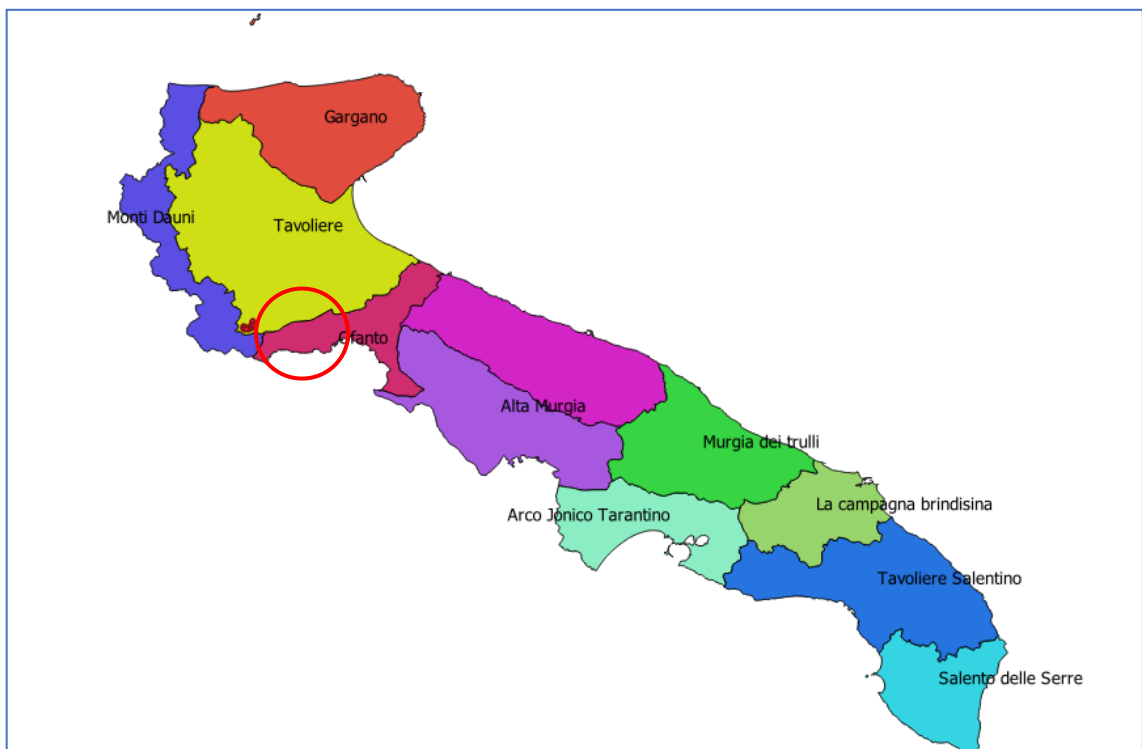 Gargano
Monti Dauni
Tavoliere
Ofanto
Alta Murgia
Murgia dei trulli
La campagna brindisina
Arco Jonico Tarantino
Tavoliere Salentino
Salento delle Serre